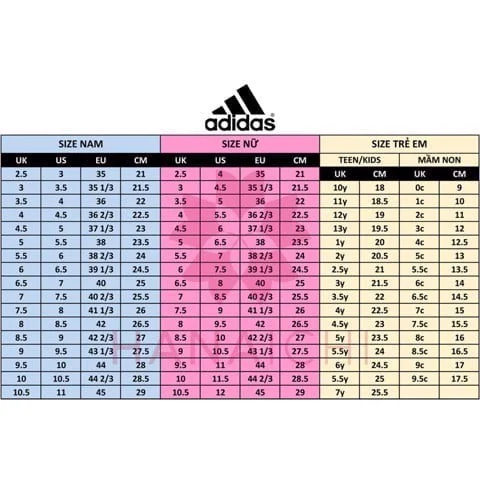 adidas
SIZE NAM SIZE NỮ SIZE TRẺ EM
TEEN/KIDS MẦM NON
UK US EU CM UK US EU CM UK CM UK CM
2.5 3 35 21 2.5 4 35 21 10y 18 0c 9
3 3.5 35 1/3 21.5 3 4.5 35 1/3 21.5 11y 18.5 1c 10
3.5 4 36 22 3.5 5 36 22 12y 19 2c 11
4 4.5 36 2/3 22.5 4 5.5 36 2/3 22.5 13y 19.5 3c 12
4.5 5 37 1/3 23 4.5 6 37 1/3 23 1y 20 4c 12.5
5 5.5 38 23.5 5 6.5 38 23.5 2y 20.5 5c 13
5.5 6 38 2/3 24 5.5 7 38 2/3 24 2.5y 21 5.5c 13.5
6 6.5 39 1/3 24.5 6 7.5 39 1/3 24.5 3y 21.5 6c 14
6.5 7 40 25 6.5 8 40 25 3.5y 22 6.5c 14.5
7 7.5 40 2/3 25.5 7 8.5 40 2/3 25.5 4y 22.5 7c 15
7.5 8 41 1/3 26 7.5 9 41 1/3 26 4.5y 23 7.5c 15.5
8 8.5 42 26.5 8 9.5 42 26.5 5y 23.5 8c 16
8.5 9 42 2/3 27 8.5 10 42 2/3 27 5.5y 24 8.5c 16.5
9 9.5 43 1/3 27.5 9 10.5 43 1/3 27.5 6y 24.5 9c 17
9.5 10 44 28 9.5 11 44 28 5.5y 25 9.5c 17.5
10 10.5 44 2/3 28.5 10 11.5 44 2/3 28.5 7y 25.5
10.5 11 45 29 10.5 12 45 29
HANAICHI